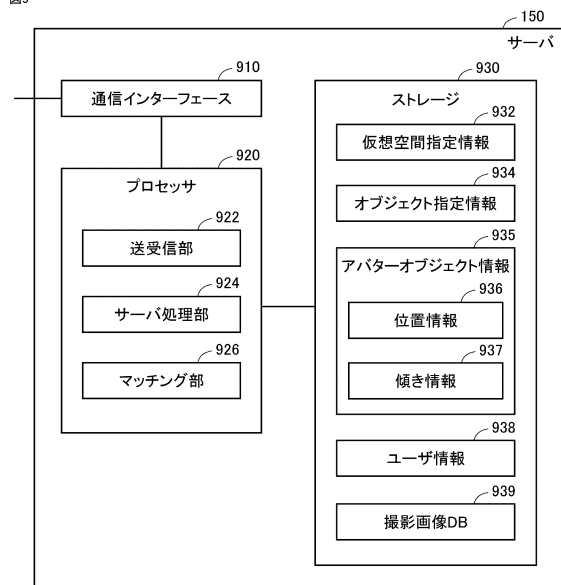 図9
150
サーバ
910
通信インターフェース
920
プロセッサ
922
送受信部
924
サーバ処理部
926
マッチング部
930
ストレージ
932
仮想空間指定情報
934
オブジェクト指定情報
935
アバターオブジェクト情報
936
位置情報
937
傾き情報
938
ユーザ情報
939
撮影画像DB